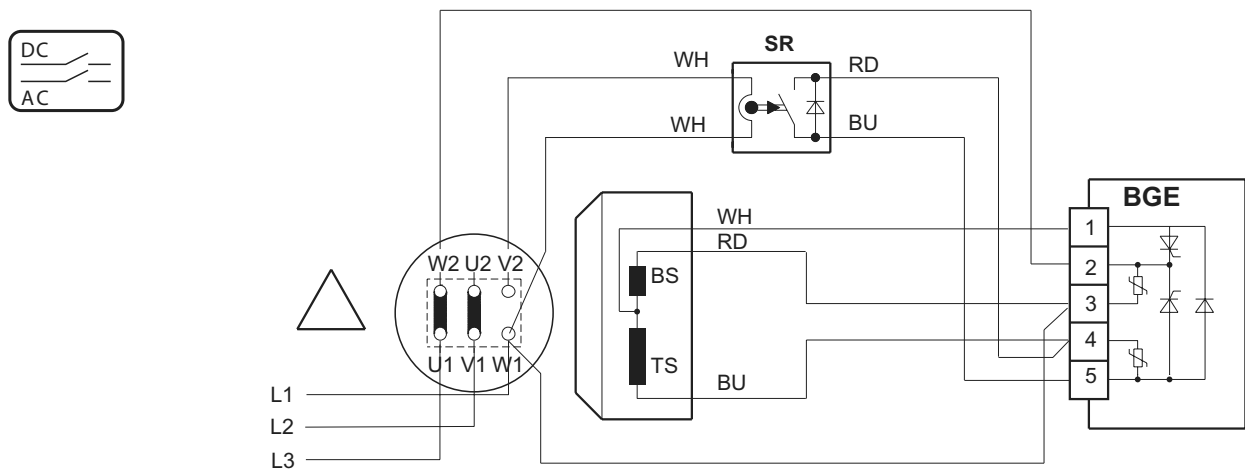 DC
AC
SR
WH
RD
WH
BU
BGE
WH
1
RD
2
W2 U2 V2
BS
3
4
TS
U1 V1 W1
5
BU
L1
L2
L3